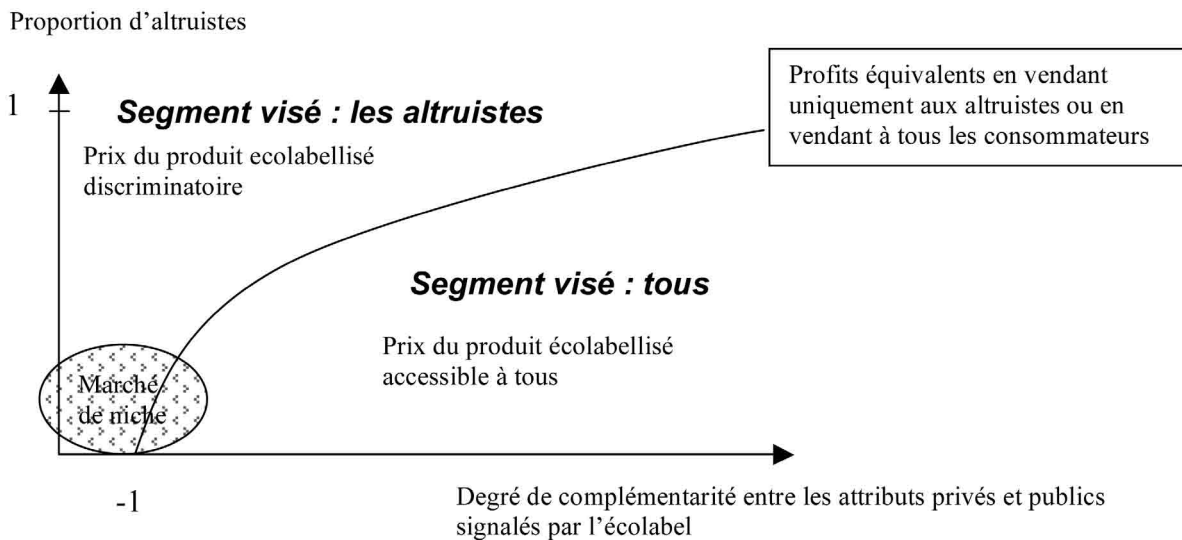 Proportion d’altruistes
1
Segment visé : les altruistes
Prix du produit ecolabellisé
discriminatoire
Profits équivalents en vendant
uniquement aux altruistes ou en
vendant à tous les consommateurs
Segment visé : tous
Prix du produit écolabellisé
accessible à tous
Marché
de niche
-1
Degré de complémentarité entre les attributs privés et publics
signalés par l’écolabel